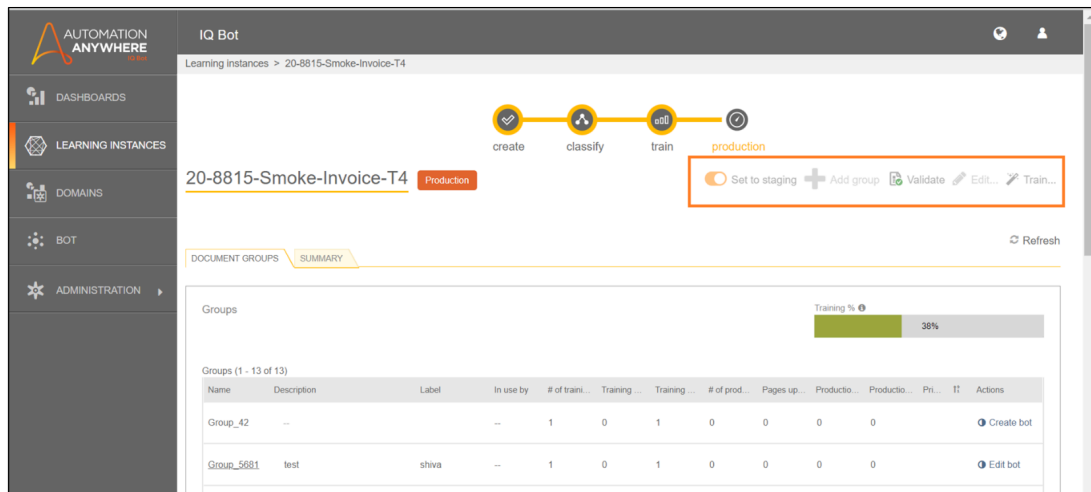 AUTOMATION
ANYWHERE
IQ Bot
IQ Bot
Learning instances > 20-8815-Smoke-Invoice-T4
DASHBOARDS
LEARNING INSTANCES
DOMAINS
BOT
ADMINISTRATION
create classify train production
20-8815-Smoke-Invoice-T4 Production
Set to staging Add group Validate Edit... Train...
Refresh
DOCUMENT GROUPS SUMMARY
Groups
Training %
38%
Groups (1 - 13 of 13)
Name Description Label In use by # of traini... Training ... Training ... # of prod... Pages up... Productio... Productio... Pri... Actions
Group_42 -- -- 1 0 1 0 0 0 0 Create bot
Group_5681 test shiva -- 1 0 1 0 0 0 0 Edit bot